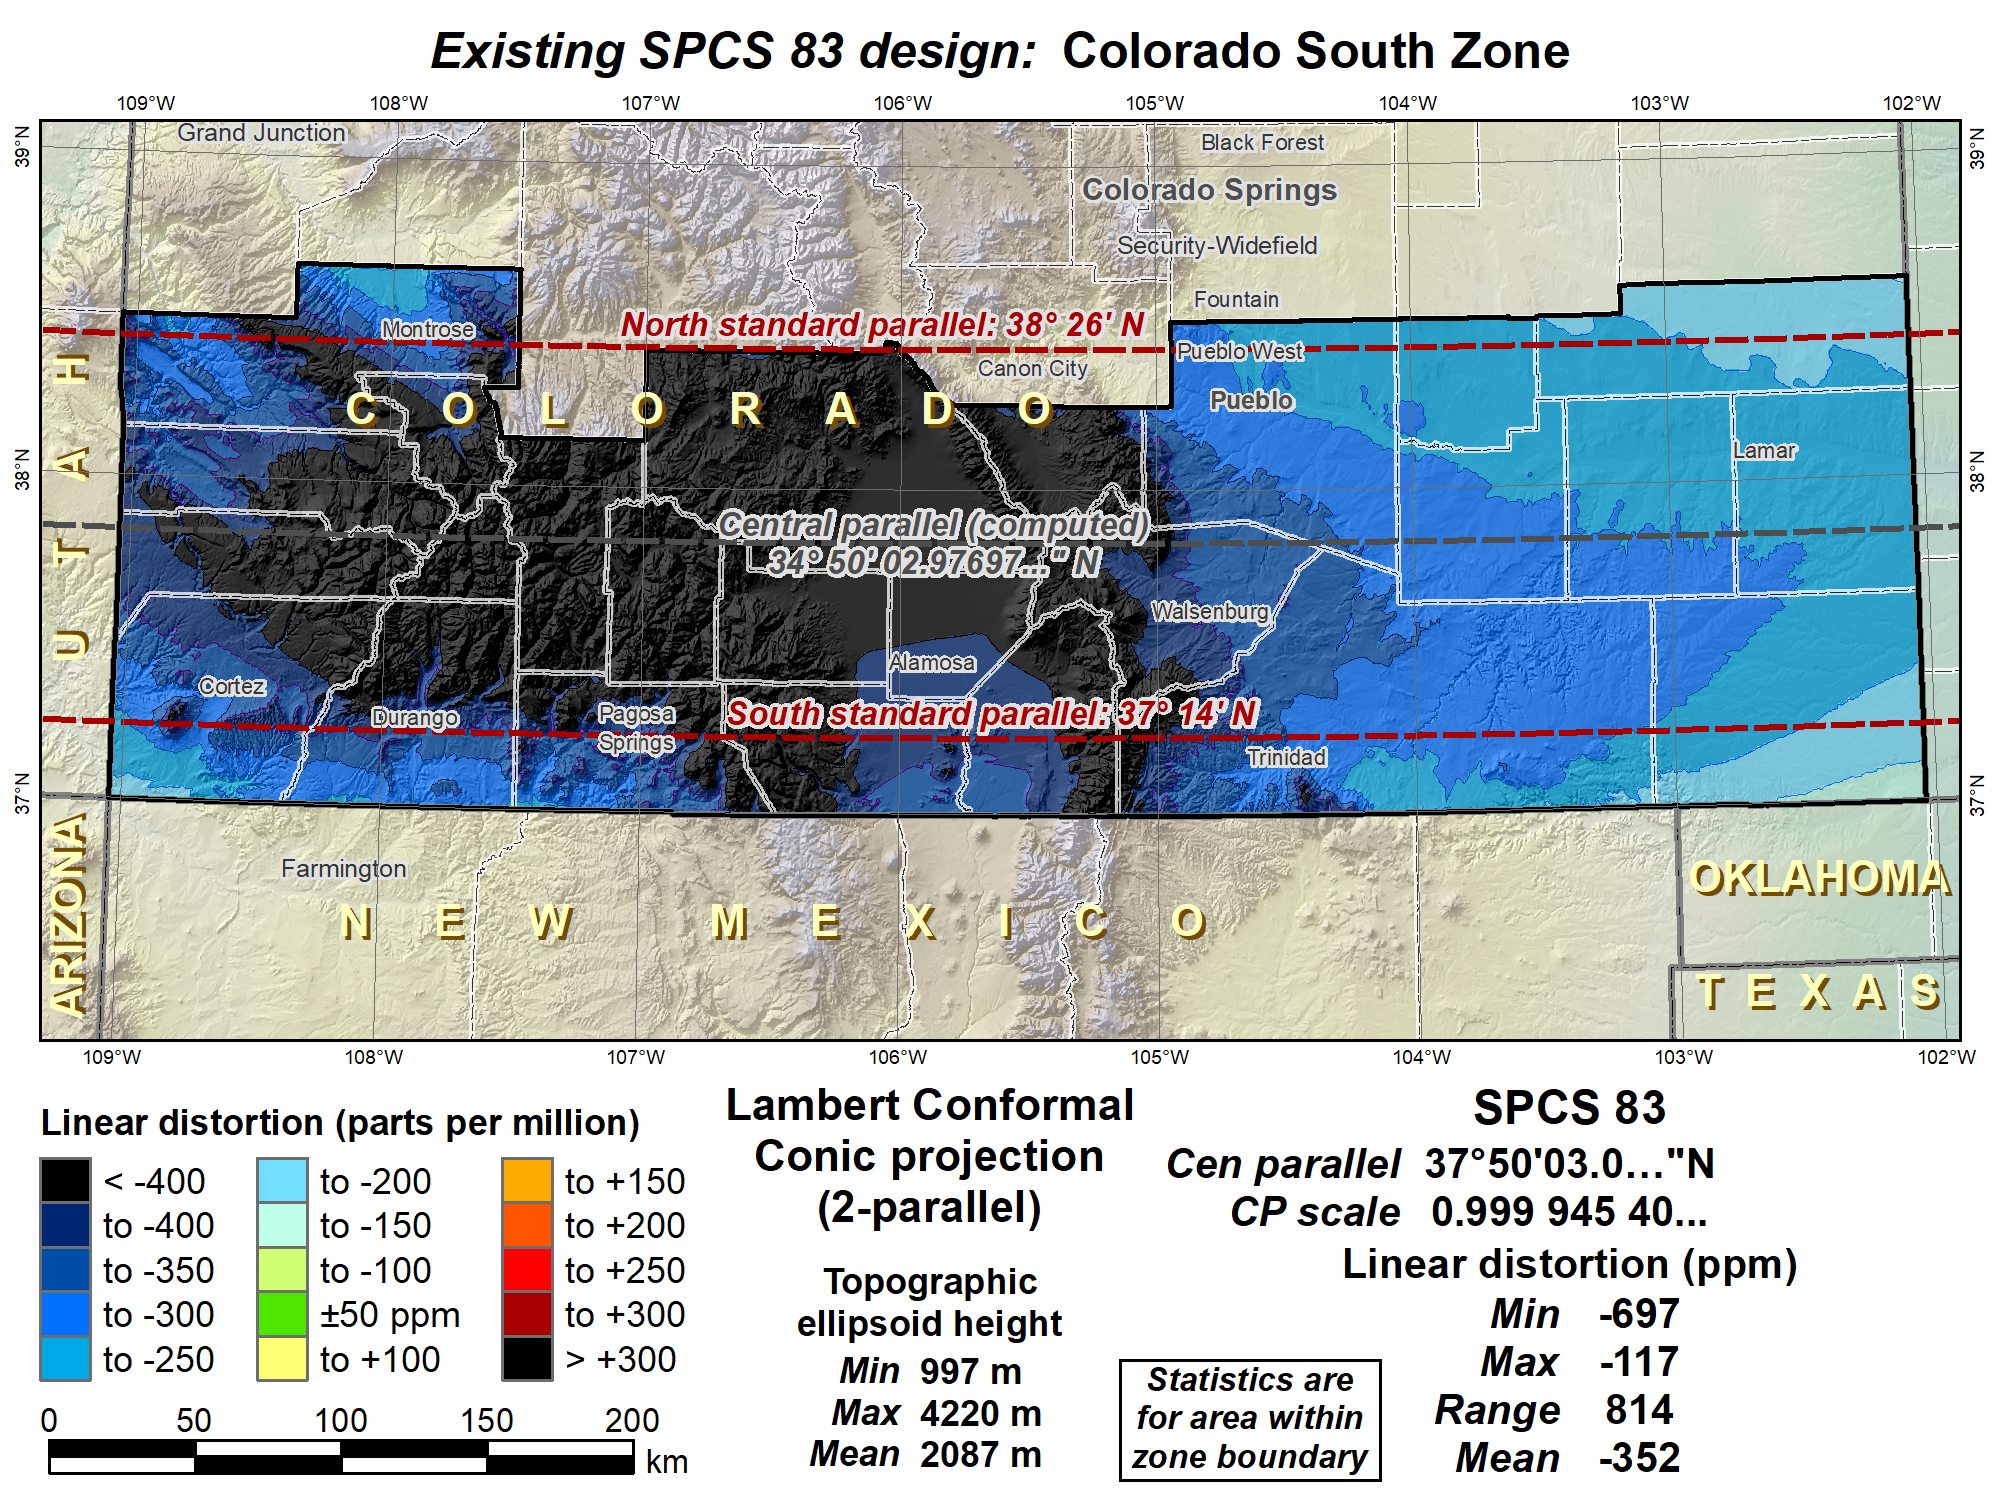 Existing SPCS 83 design: Colorado South Zone
109°W 108°W 107°W 106°W 105°W 104°W 103°W 102°W
39°N
39°N
Grand Junction
Black Forest
Colorado Springs
Security-Widefield
Fountain
Montrose
North standard parallel: 38° 26' N
Pueblo West
Canon City
Pueblo
COLORADO
UTAH
Lamar
38°N
38°N
Central parallel (computed)
34° 50' 02.97697..." N
Walsenburg
Alamosa
Cortez
Durango
Pagosa
Springs
South standard parallel: 37° 14' N
Trinidad
37°N
37°N
ARIZONA
Farmington
NEW MEXICO
OKLAHOMA
TEXAS
109°W 108°W 107°W 106°W 105°W 104°W 103°W 102°W
Linear distortion (parts per million)
< -400
to -400
to -350
to -300
to -250
to -200
to -150
to -100
±50 ppm
to +100
to +150
to +200
to +250
to +300
> +300
0 50 100 150 200
km
Lambert Conformal
Conic projection
(2-parallel)
Topographic
ellipsoid height
Min 997 m
Max 4220 m
Mean 2087 m
SPCS 83
Cen parallel 37°50'03.0..."N
CP scale 0.999 945 40...
Linear distortion (ppm)
Min -697
Max -117
Range 814
Mean -352
Statistics are
for area within
zone boundary